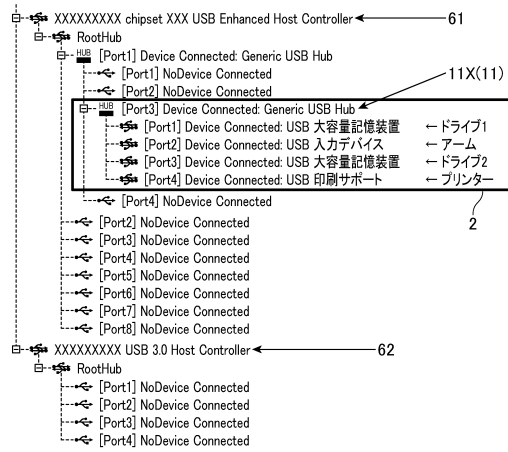 XXXXXXXXX chipset XXX USB Enhanced Host Controller 61
RootHub
HUB [Port1] Device Connected: Generic USB Hub
[Port1] NoDevice Connected 11X(11)
[Port2] NoDevice Connected
HUB [Port3] Device Connected: Generic USB Hub
[Port1] Device Connected: USB 大容量記憶装置 ←ドライブ1
[Port2] Device Connected: USB 入力デバイス ←アーム
[Port3] Device Connected: USB 大容量記憶装置 ←ドライブ2
[Port4] Device Connected: USB 印刷サポート ←プリンター
[Port4] NoDevice Connected
2
[Port2] NoDevice Connected
[Port3] NoDevice Connected
[Port4] NoDevice Connected
[Port5] NoDevice Connected
[Port6] NoDevice Connected
[Port7] NoDevice Connected
[Port8] NoDevice Connected
XXXXXXXXX USB 3.0 Host Controller 62
RootHub
[Port1] NoDevice Connected
[Port2] NoDevice Connected
[Port3] NoDevice Connected
[Port4] NoDevice Connected